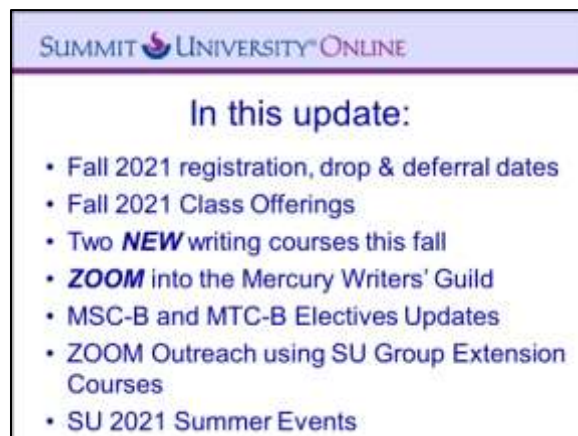 SUMMIT UNIVERSITY® ONLINE
In this update:
• Fall 2021 registration, drop & deferral dates
• Fall 2021 Class Offerings
• Two NEW writing courses this fall
• ZOOM into the Mercury Writers' Guild
• MSC-B and MTC-B Electives Updates
• ZOOM Outreach using SU Group Extension
Courses
• SU 2021 Summer Events